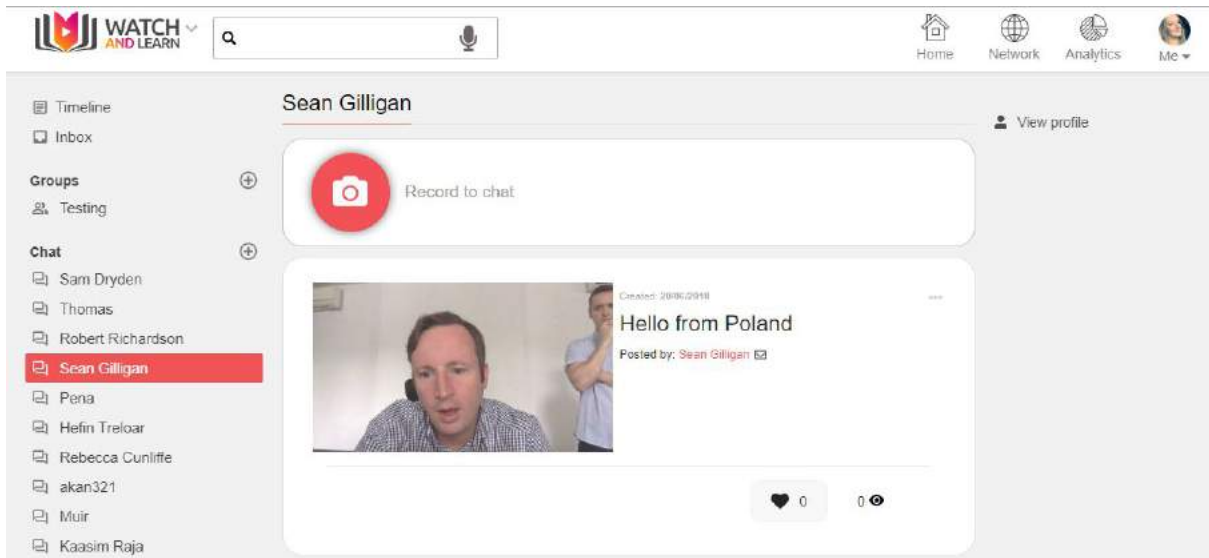 WATCH
AND LEARN
Home
Network
Analytics
Me
Timeline
Inbox
Groups
Testing
Chat
Sam Dryden
Thomas
Robert Richardson
Sean Gilligan
Pena
Hefin Treloar
Rebecca Cunliffe
akan321
Muir
Kaasim Raja
Sean Gilligan
Record to chat
Created:
Hello from Poland
Posted by: Sean Gilligan
0
0
View profile